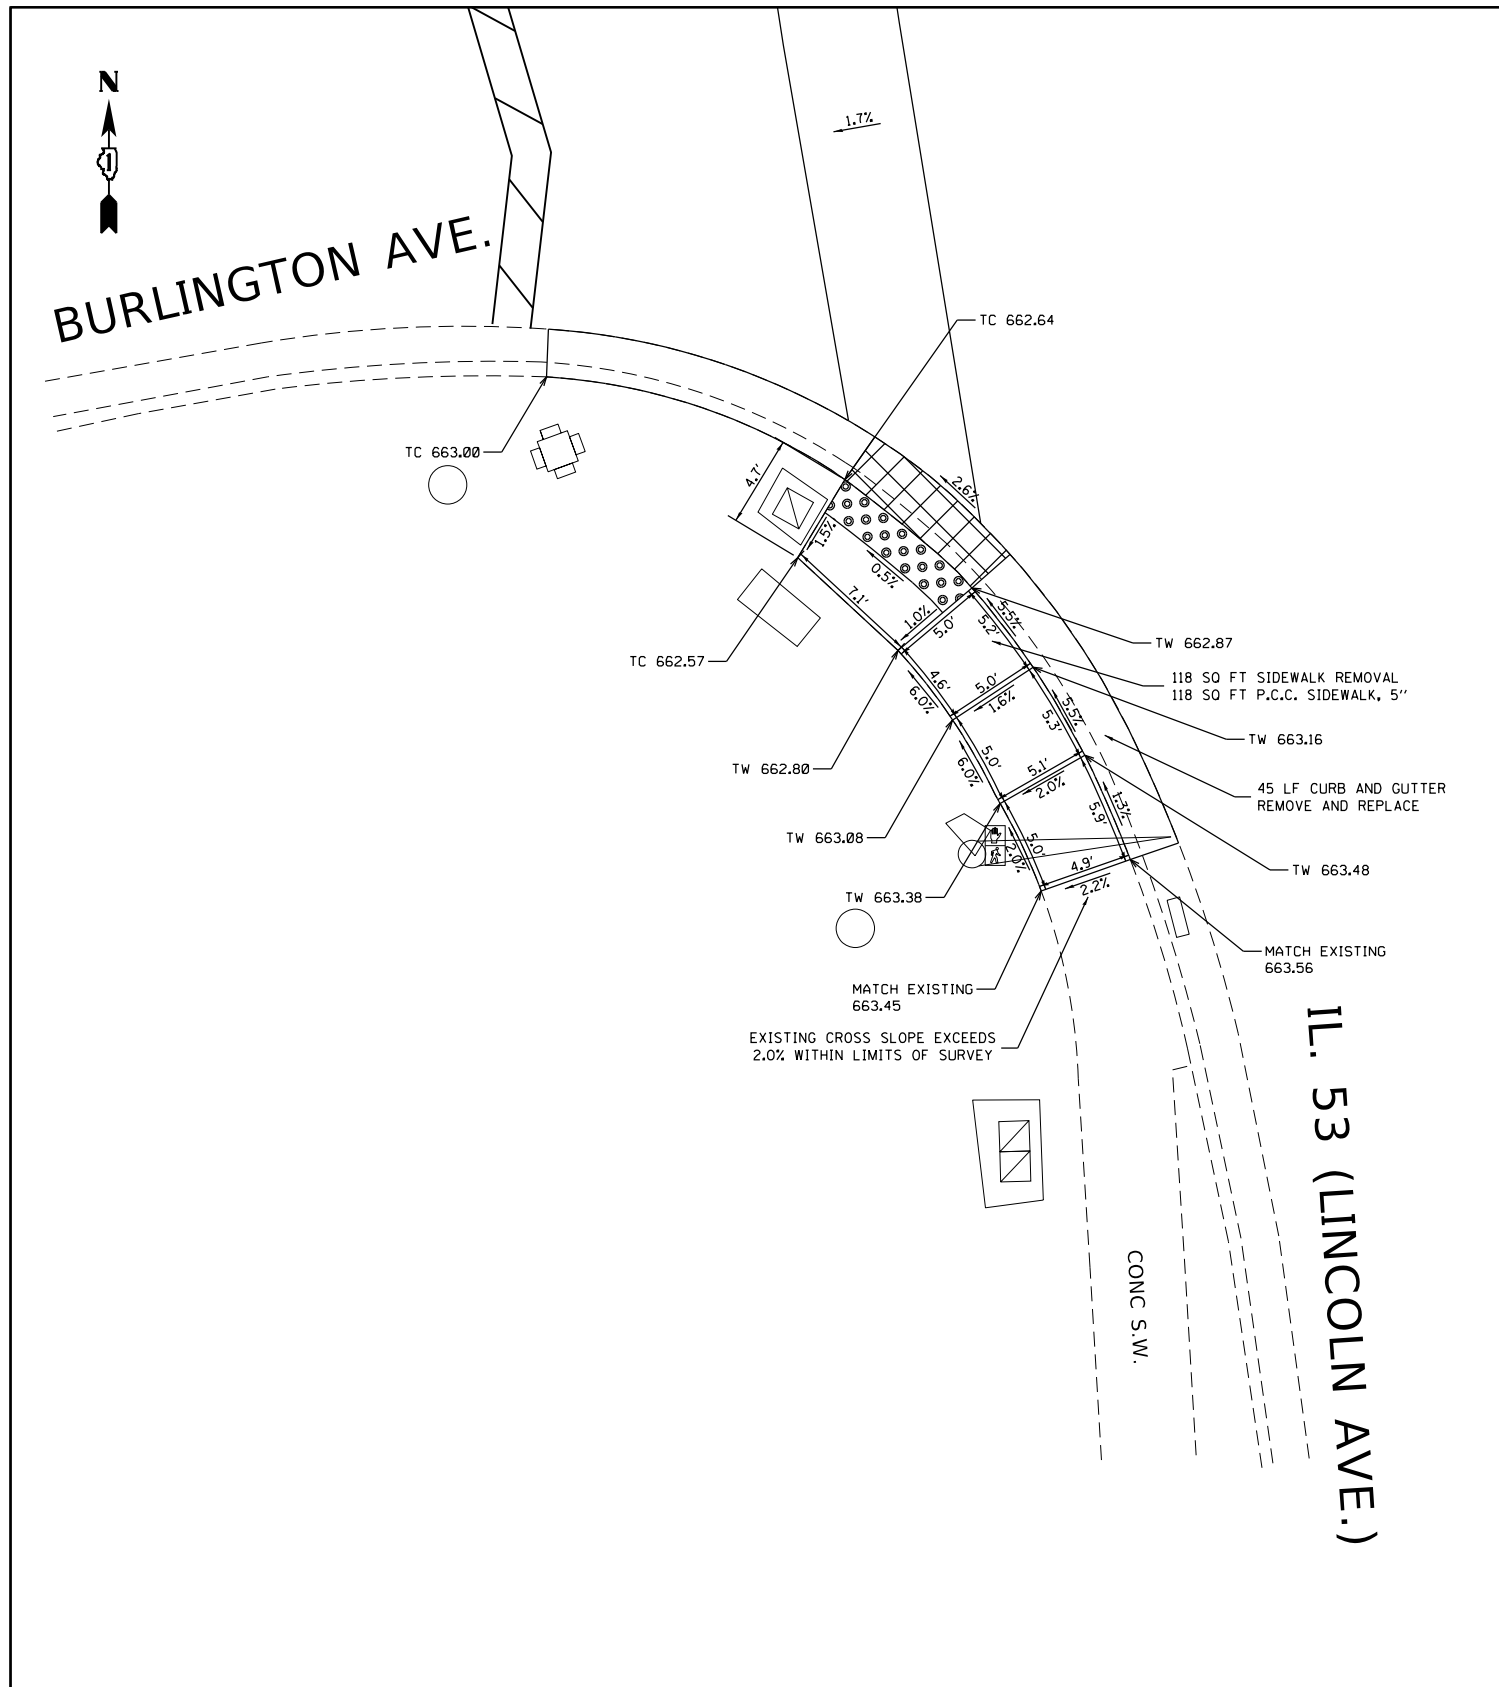 N
1
BURLINGTON AVE.
1.7%
TC 662.64
TC 663.00
4.7'
2.6%
1.5%
0.5%
7.1'
1.0%
5.0'
5.5%
5.2'
TW 662.87
TC 662.57
118 SQ FT SIDEWALK REMOVAL
118 SQ FT P.C.C. SIDEWALK, 5''
4.6'
6.0%
5.0'
1.6%
5.5%
5.3'
TW 663.16
TW 662.80
5.0'
6.0%
5.1'
2.0%
45 LF CURB AND GUTTER
REMOVE AND REPLACE
1.3%
5.9'
TW 663.08
5.0'
2.0%
4.9'
2.2%
TW 663.48
TW 663.38
MATCH EXISTING
663.56
MATCH EXISTING
663.45
EXISTING CROSS SLOPE EXCEEDS
2.0% WITHIN LIMITS OF SURVEY
IL. 53 (LINCOLN AVE.)
CONC S.W.